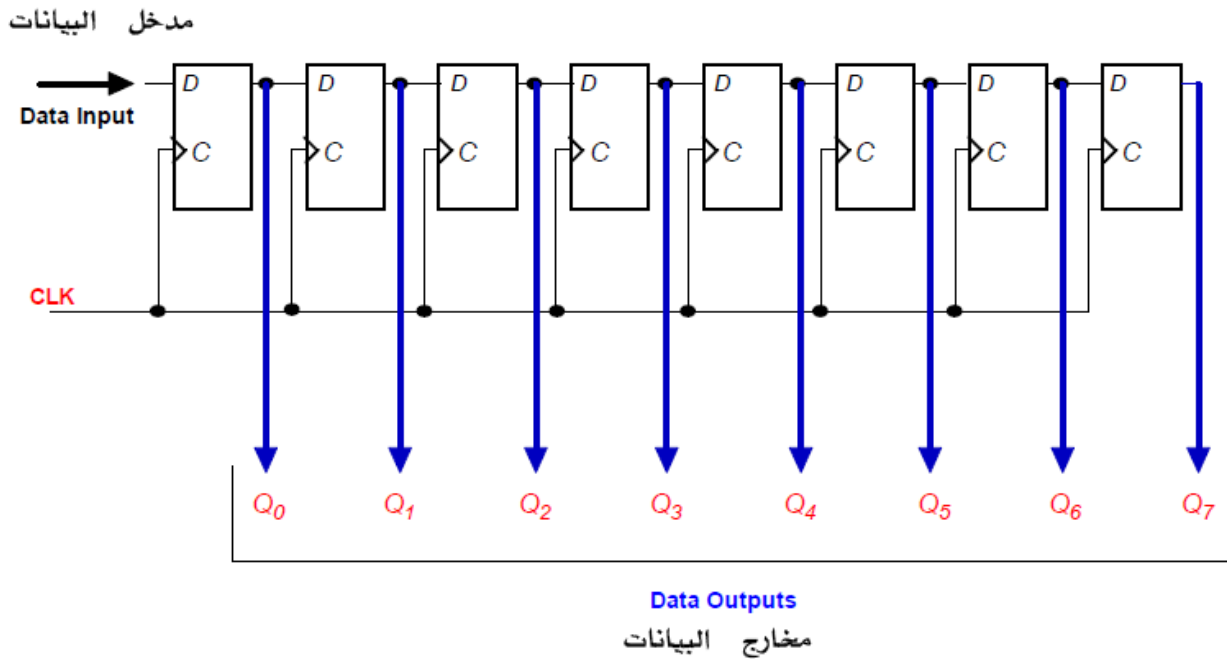 مدخل البيانات
Data Input
D D D D D D D D
C C C C C C C C
CLK
Q0 Q1 Q2 Q3 Q4 Q5 Q6 Q7
Data Outputs
مخارج البيانات